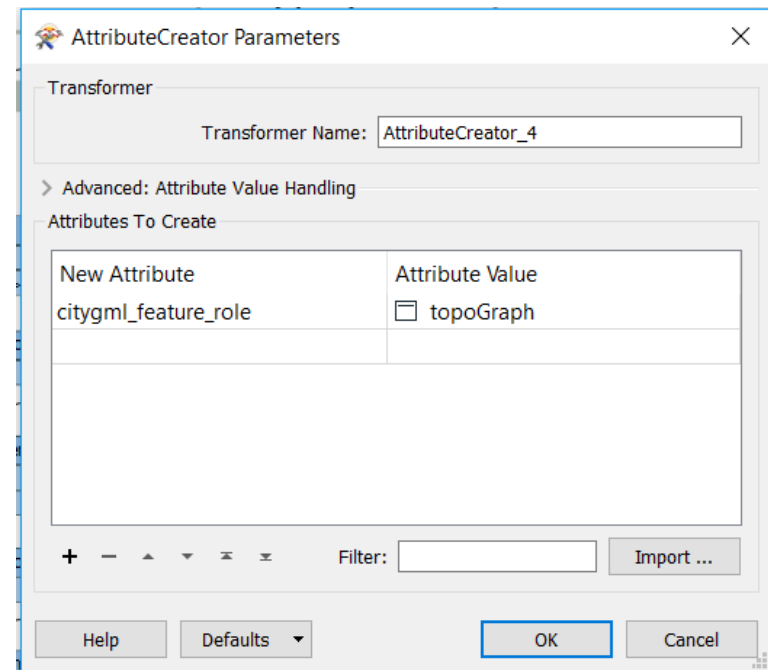 AttributeCreator Parameters
Transformer
Transformer Name: AttributeCreator_4
Advanced: Attribute Value Handling
Attributes To Create
New Attribute Attribute Value
citygml_feature_role topoGraph
Filter: Import ...
Help Defaults OK Cancel